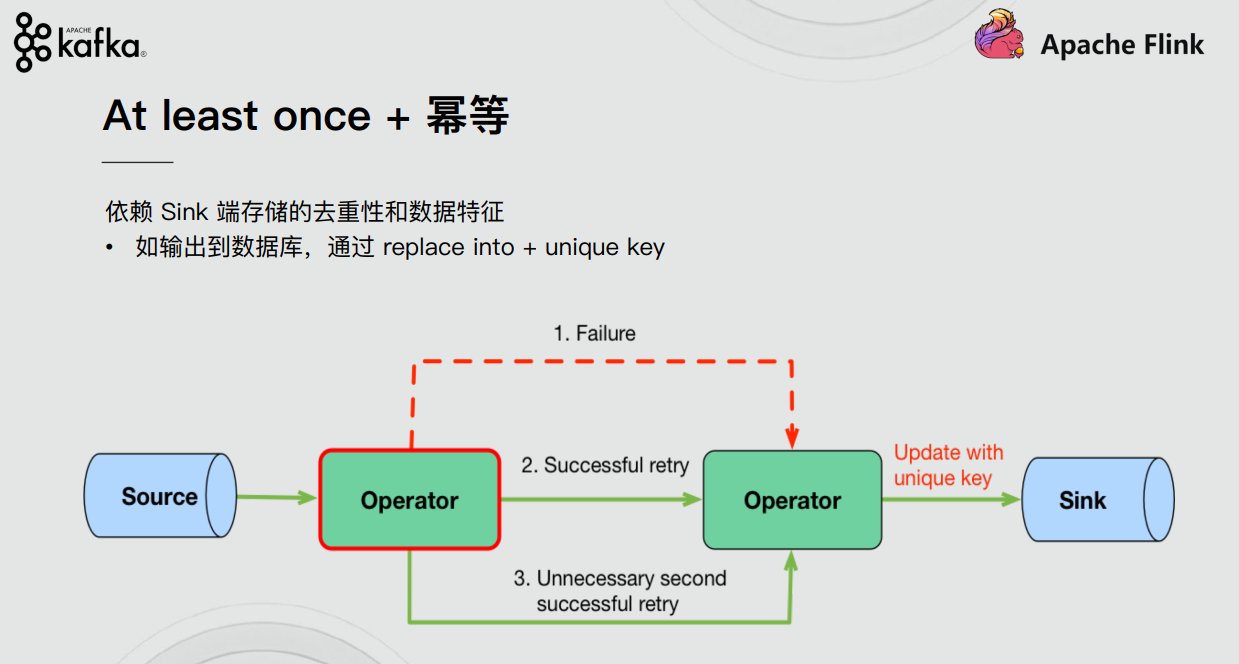 APACHE
kafka®
Apache Flink
At least once + 幂等
依赖 Sink 端存储的去重性和数据特征
• 如输出到数据库，通过 replace into + unique key
1. Failure
Source
Operator
2. Successful retry
Operator
Update with
unique key
Sink
3. Unnecessary second
successful retry